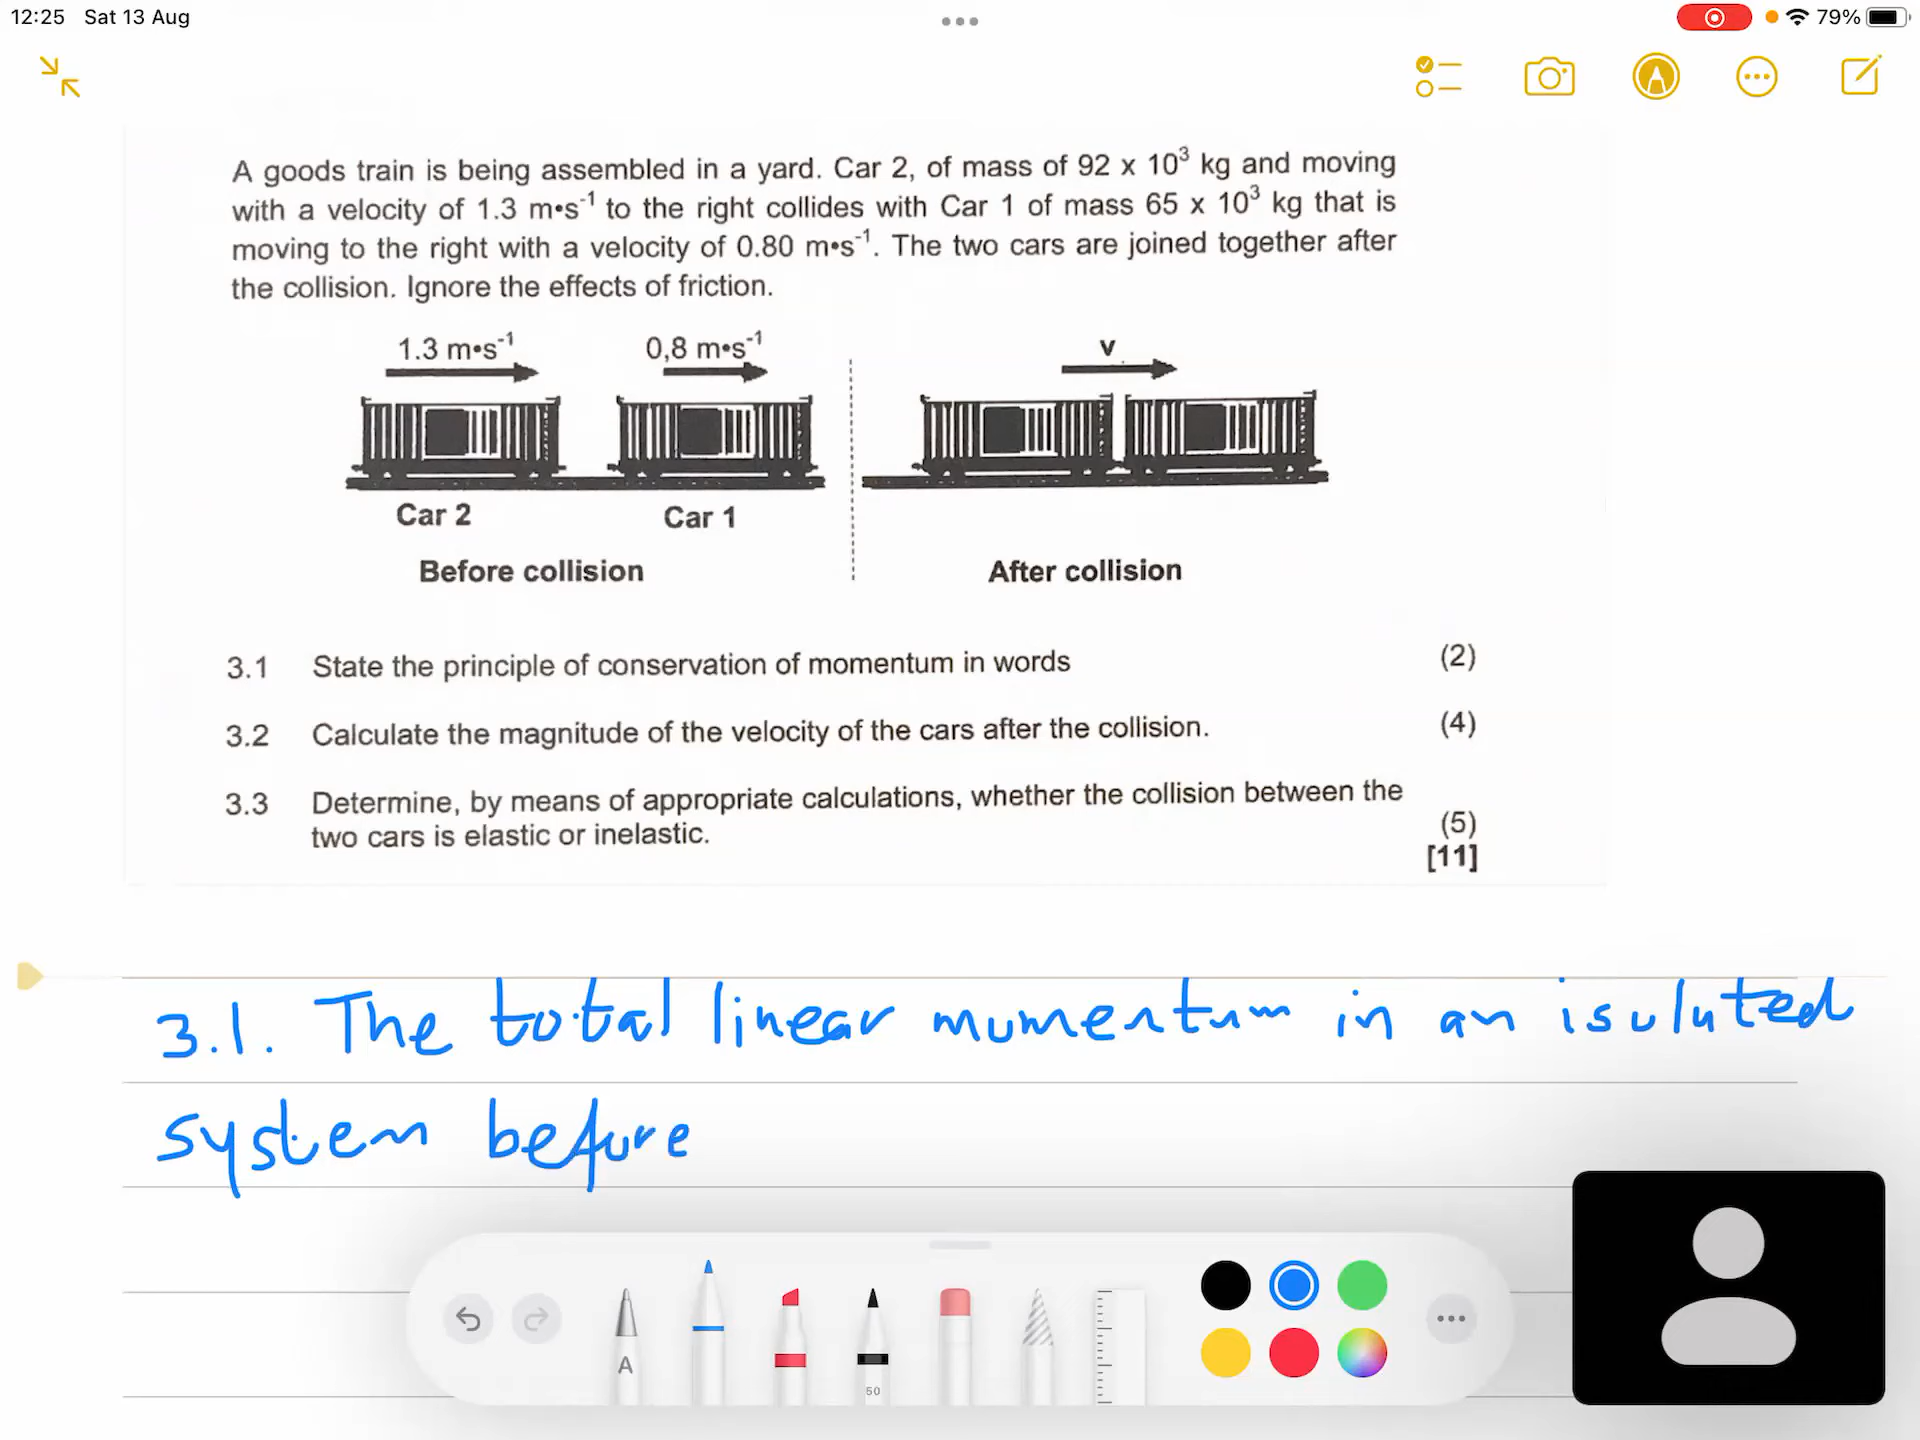 12:25 Sat 13 Aug
79%
A goods train is being assembled in a yard. Car 2, of mass of 92 x 10³ kg and moving
with a velocity of 1.3 m•s⁻¹ to the right collides with Car 1 of mass 65 x 10³ kg that is
moving to the right with a velocity of 0.80 m•s⁻¹. The two cars are joined together after
the collision. Ignore the effects of friction.
1.3 m•s⁻¹ 0,8 m•s⁻¹ v
Car 2 Car 1
Before collision After collision
3.1 State the principle of conservation of momentum in words (2)
3.2 Calculate the magnitude of the velocity of the cars after the collision. (4)
3.3 Determine, by means of appropriate calculations, whether the collision between the
two cars is elastic or inelastic. (5)
[11]
3.1. The total linear momentum in an isolated
system before
A
50